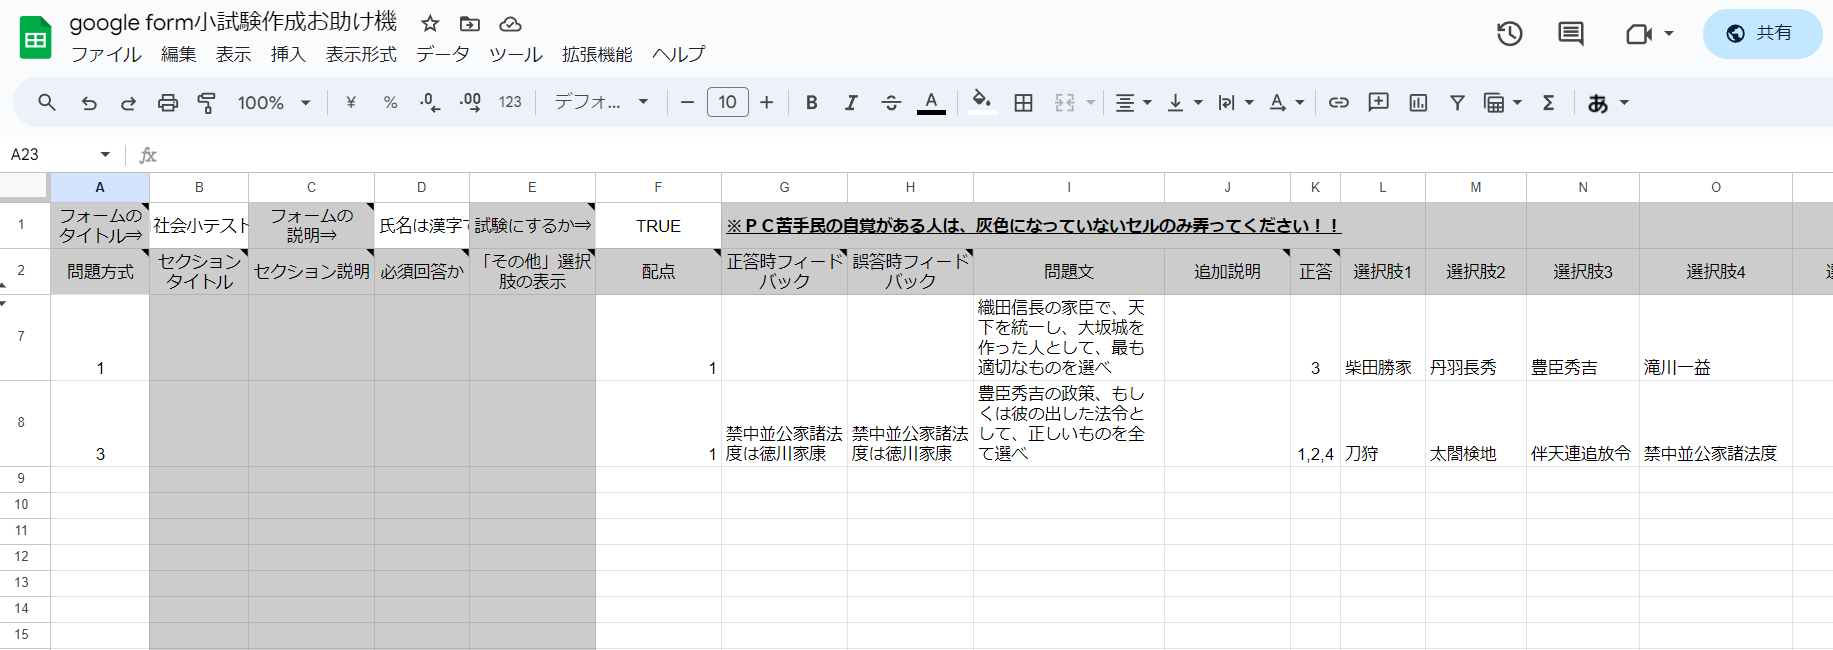 google form小試験作成お助け機
ファイル 編集 表示 挿入 表示形式 データ ツール 拡張機能 ヘルプ
共有
100% ¥ % .0 .00 123 デフォ... 10 B I S A あ
A23 fx
A B C D E F G H I J K L M N O
1 フォームの
タイトル⇒ 社会小テスト フォームの
説明⇒ 氏名は漢字で 試験にするか⇒ TRUE ※ＰＣ苦手民の自覚がある人は、灰色になっていないセルのみ弄ってください！！
2 問題方式 セクション
タイトル セクション説明 必須回答か 「その他」選択
肢の表示 配点 正答時フィード
バック 誤答時フィード
バック 問題文 追加説明 正答 選択肢1 選択肢2 選択肢3 選択肢4
7 1 1 織田信長の家臣で、天
下を統一し、大坂城を
作った人として、最も
適切なものを選べ 3 柴田勝家 丹羽長秀 豊臣秀吉 滝川一益
8 3 1 禁中並公家諸法
度は徳川家康 禁中並公家諸法
度は徳川家康 豊臣秀吉の政策、もし
くは彼の出した法令と
して、正しいものを全
て選べ 1,2,4 刀狩 太閤検地 伴天連追放令 禁中並公家諸法度
9
10
11
12
13
14
15